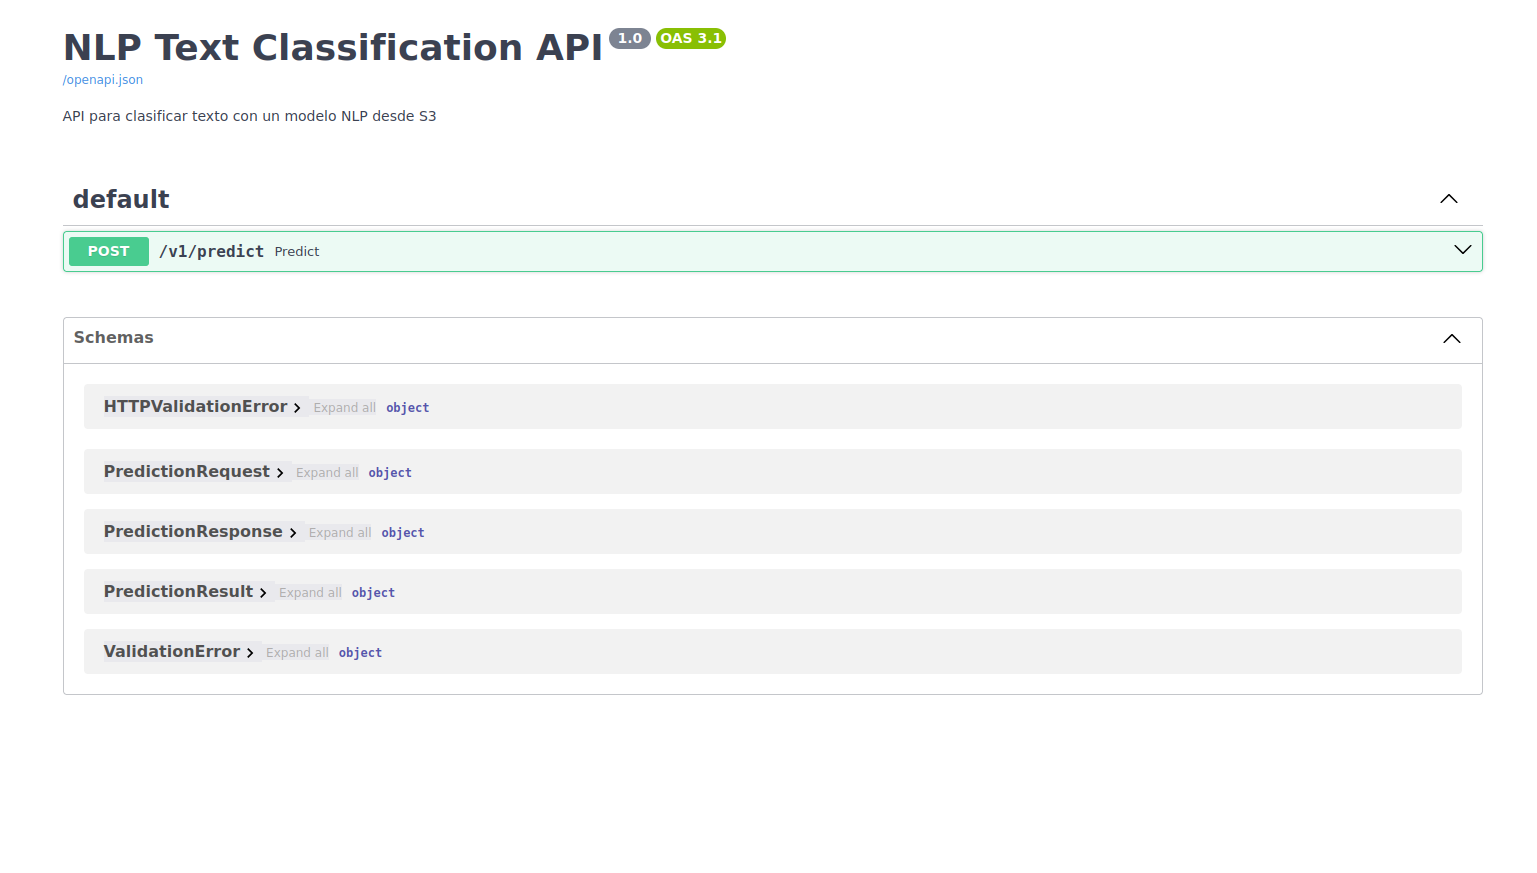 NLP Text Classification API 1.0 OAS 3.1
/openapi.json
API para clasificar texto con un modelo NLP desde S3
default
POST /v1/predict Predict
Schemas
HTTPValidationError Expand all object
PredictionRequest Expand all object
PredictionResponse Expand all object
PredictionResult Expand all object
ValidationError Expand all object